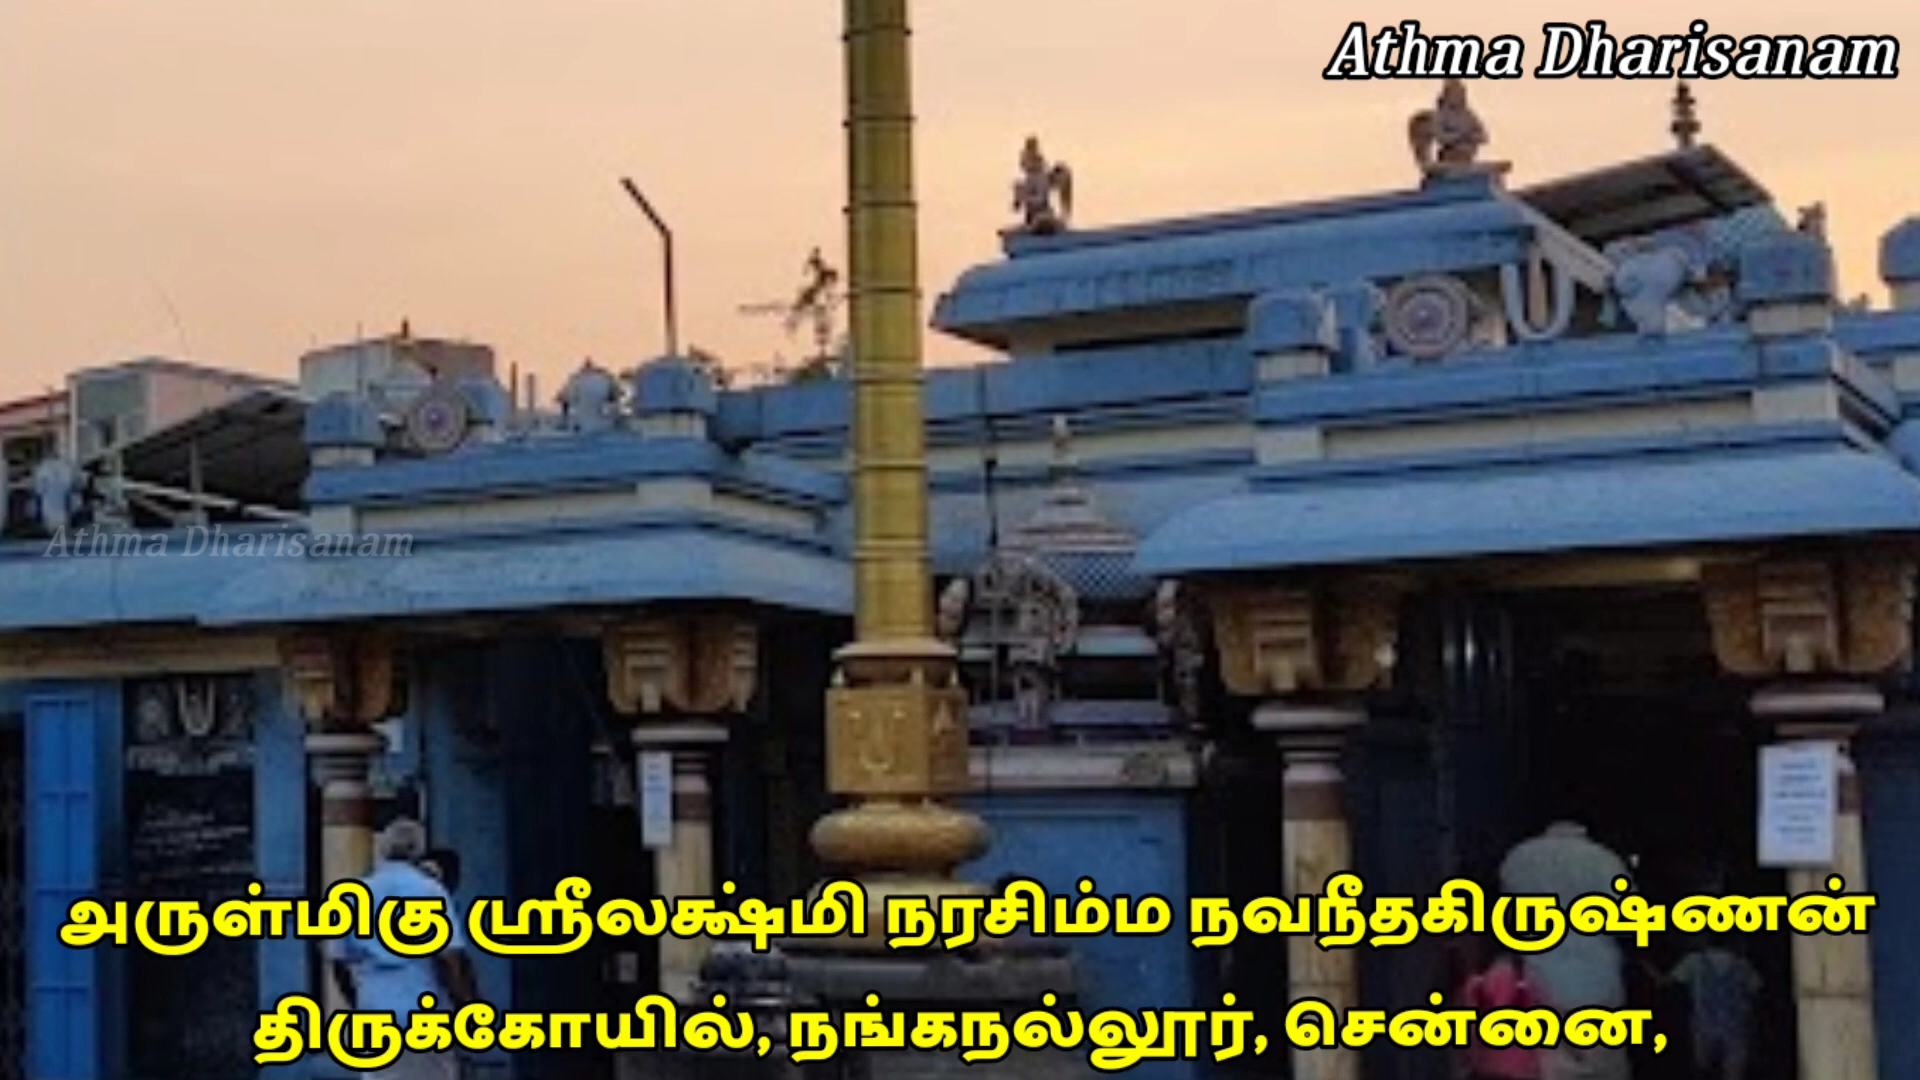 Athma Dharisanam
Athma Dharisanam
அருள்மிகு ஸ்ரீலக்ஷ்மி நரசிம்ம நவநீதகிருஷ்ணன்
திருக்கோயில், நங்கநல்லூர், சென்னை,